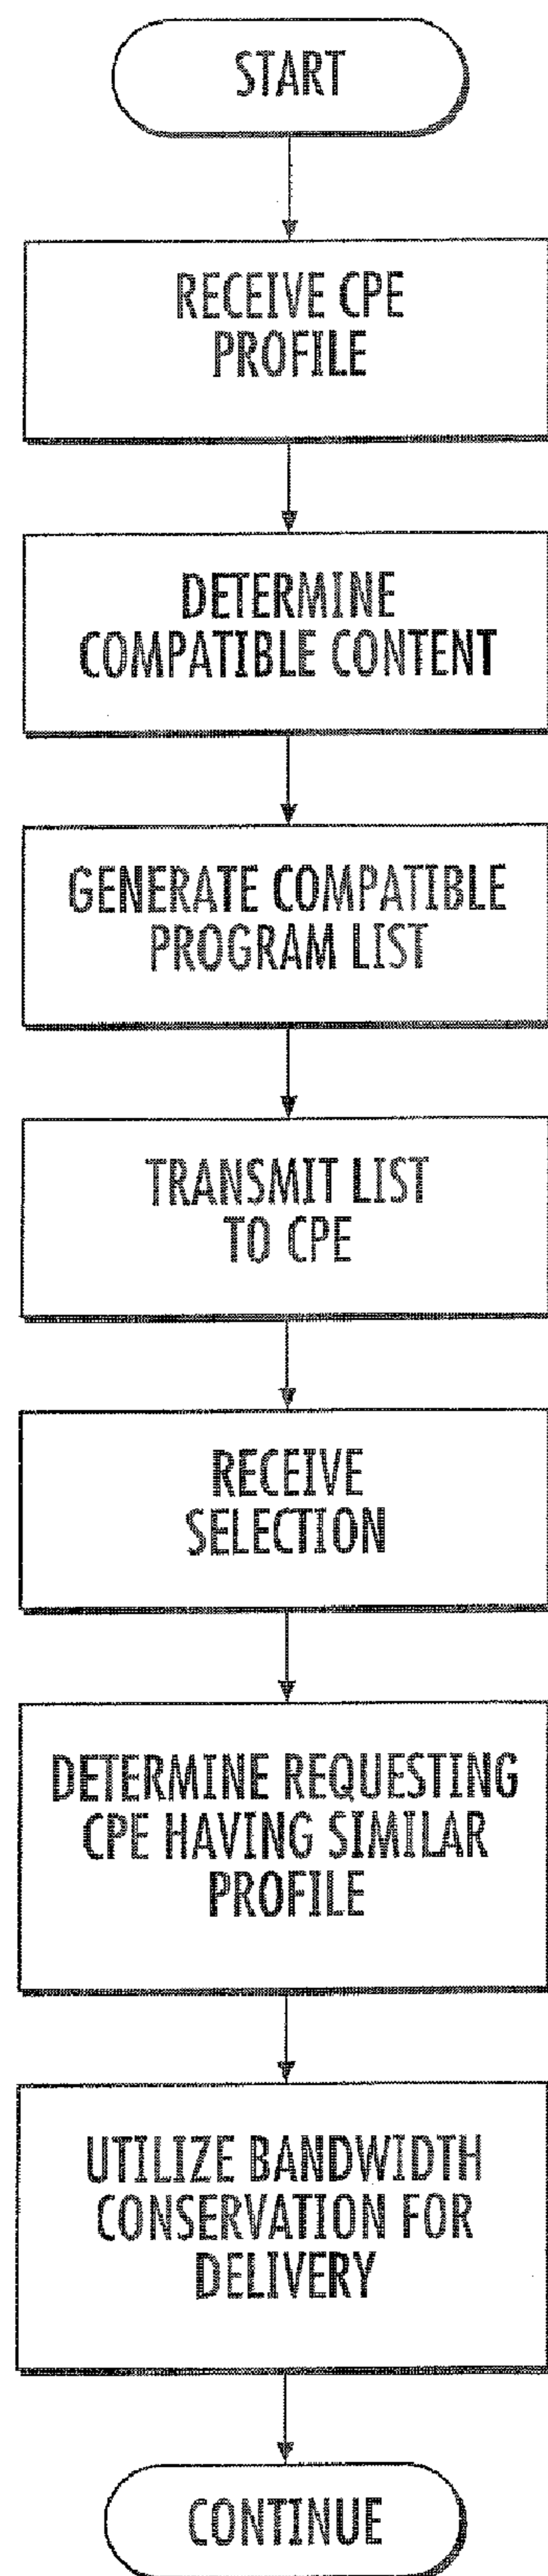 START
RECEIVE CPE
PROFILE
DETERMINE
COMPATIBLE CONTENT
GENERATE COMPATIBLE
PROGRAM LIST
TRANSMIT LIST
TO CPE
RECEIVE
SELECTION
DETERMINE REQUESTING
CPE HAVING SIMILAR
PROFILE
UTILIZE BANDWIDTH
CONSERVATION FOR
DELIVERY
CONTINUE